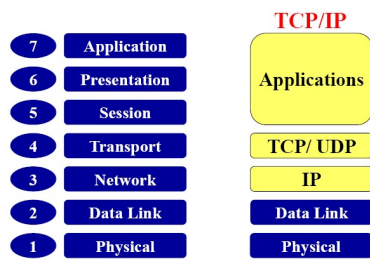 TCP/IP
7 Application
6 Presentation
Applications
5 Session
4 Transport TCP/ UDP
3 Network IP
2 Data Link Data Link
1 Physical Physical